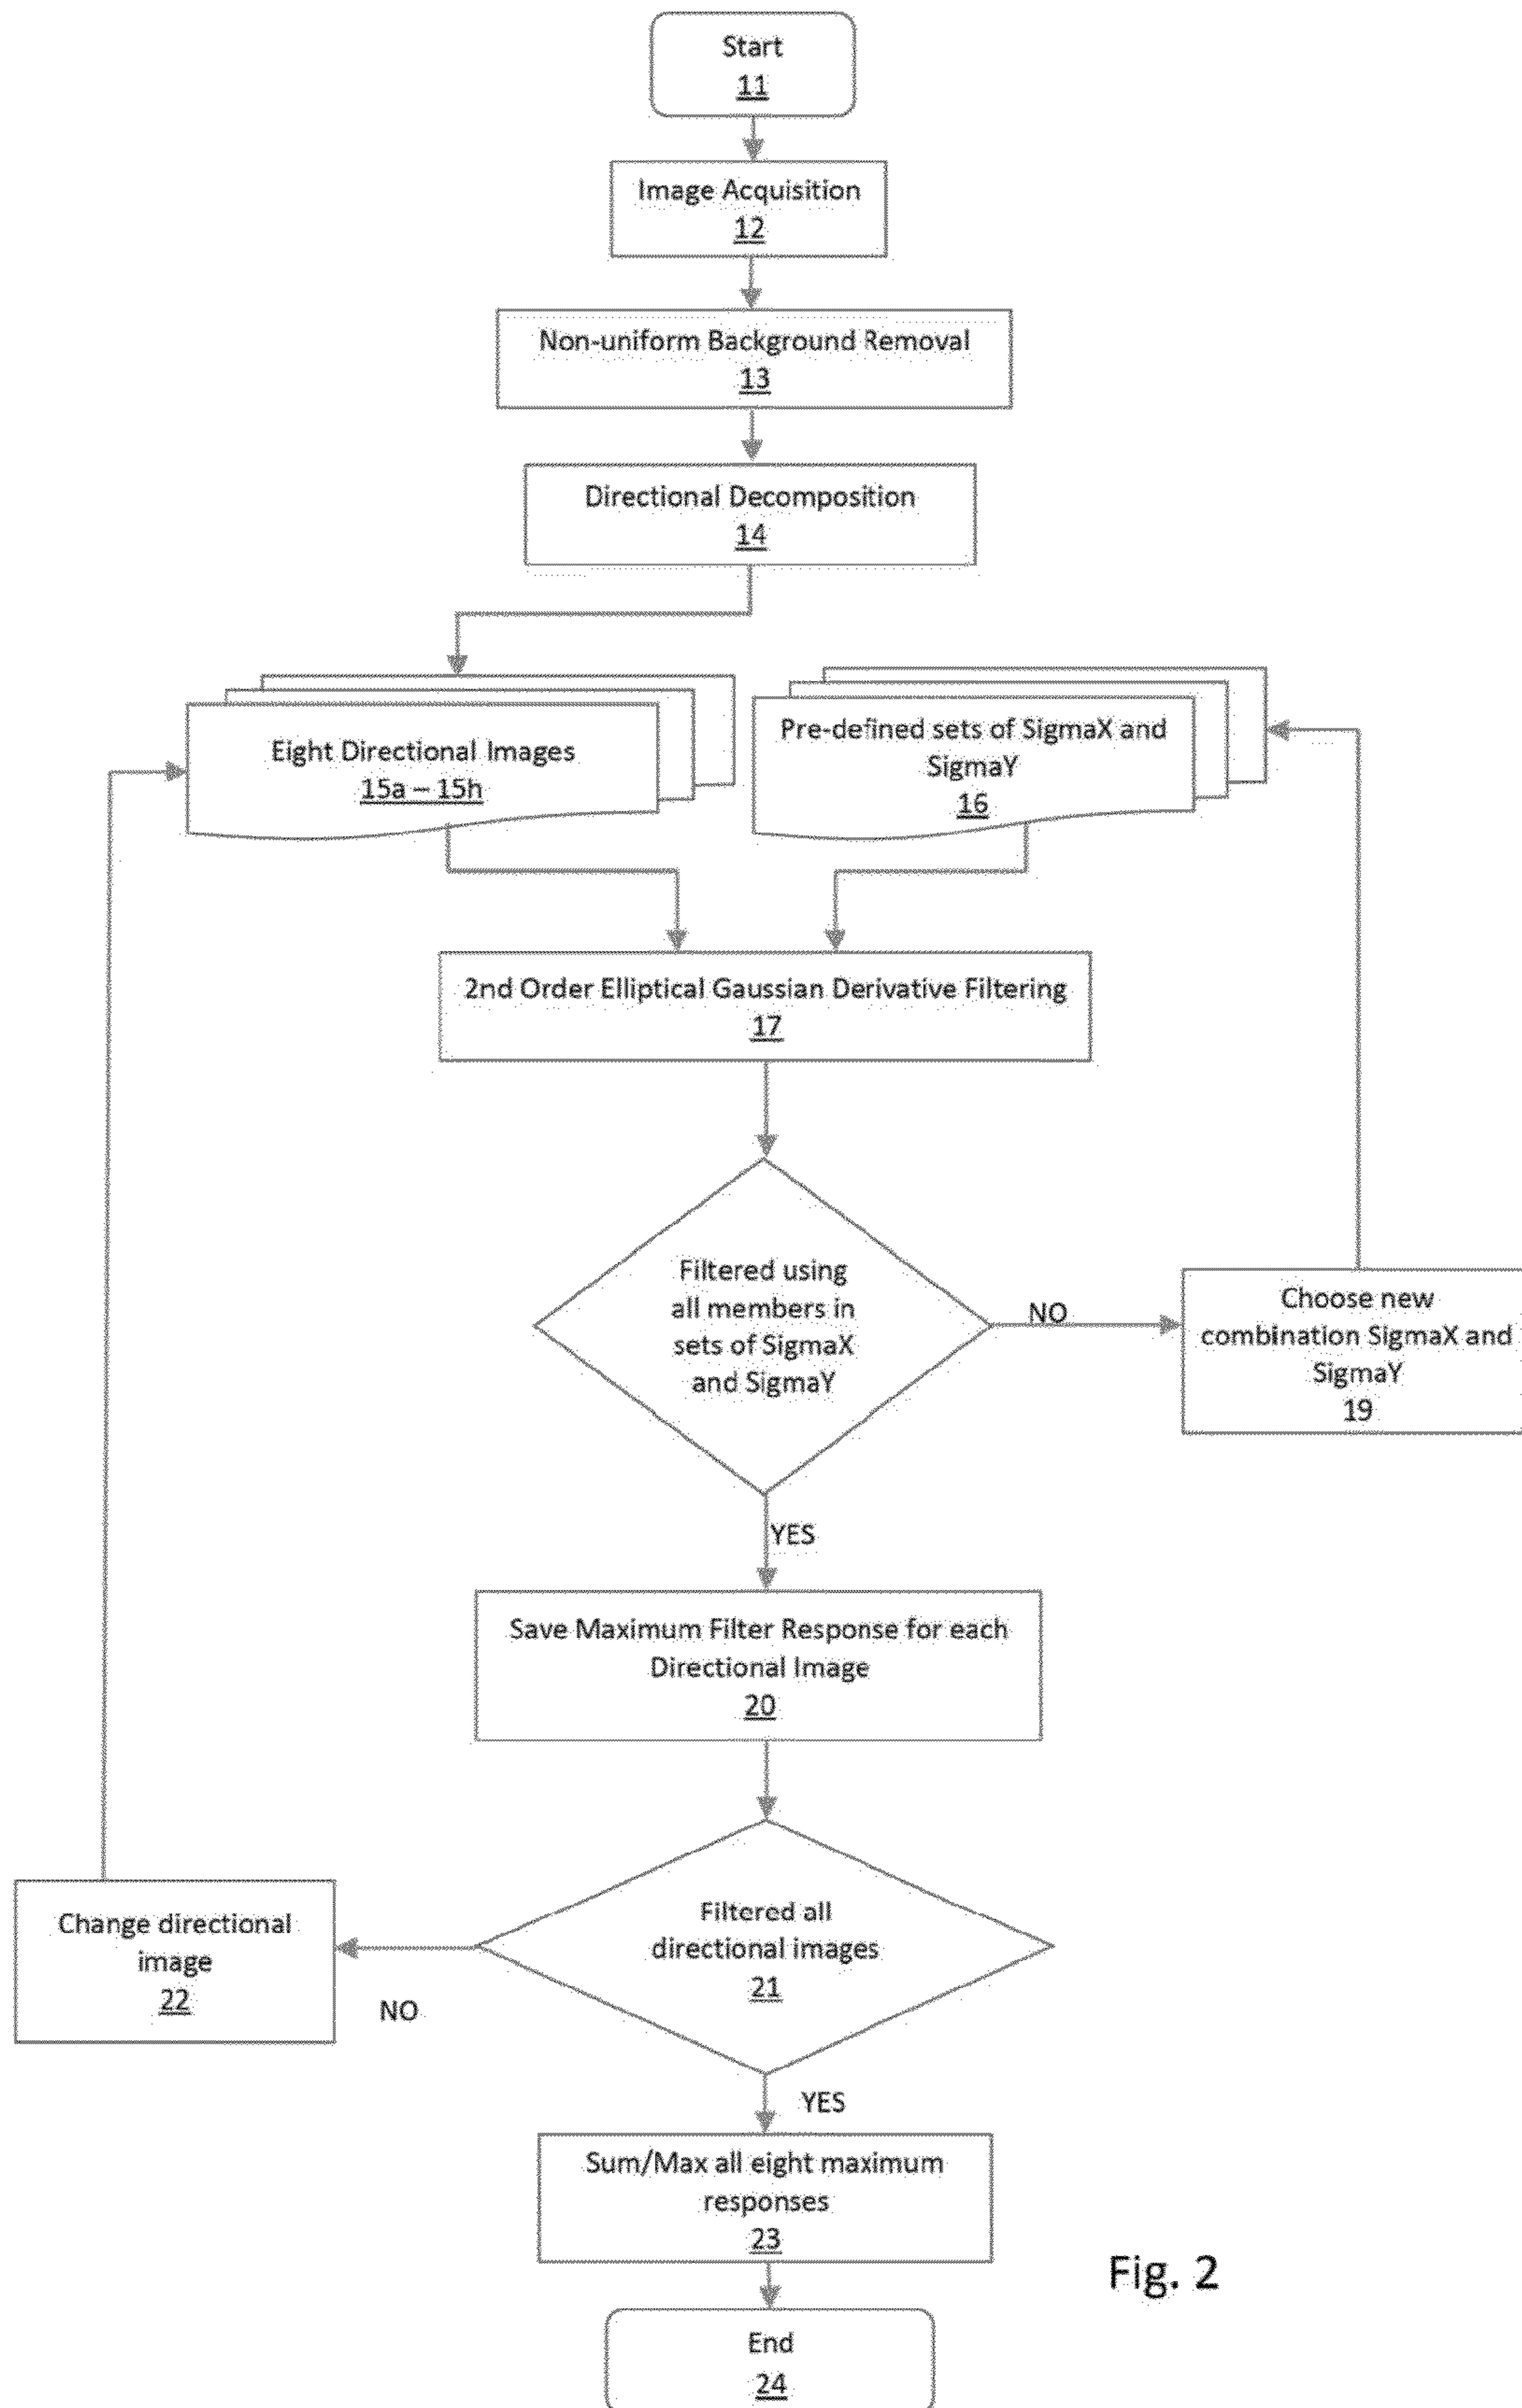 Start
11
Image Acquisition
12
Non-uniform Background Removal
13
Directional Decomposition
14
Eight Directional Images
15a – 15h
Pre-defined sets of SigmaX and
SigmaY
16
2nd Order Elliptical Gaussian Derivative Filtering
17
Filtered using
all members in
sets of SigmaX
and SigmaY
NO
Choose new
combination SigmaX and
SigmaY
19
YES
Save Maximum Filter Response for each
Directional Image
20
Filtered all
directional images
21
NO
Change directional
image
22
YES
Sum/Max all eight maximum
responses
23
Fig. 2
End
24